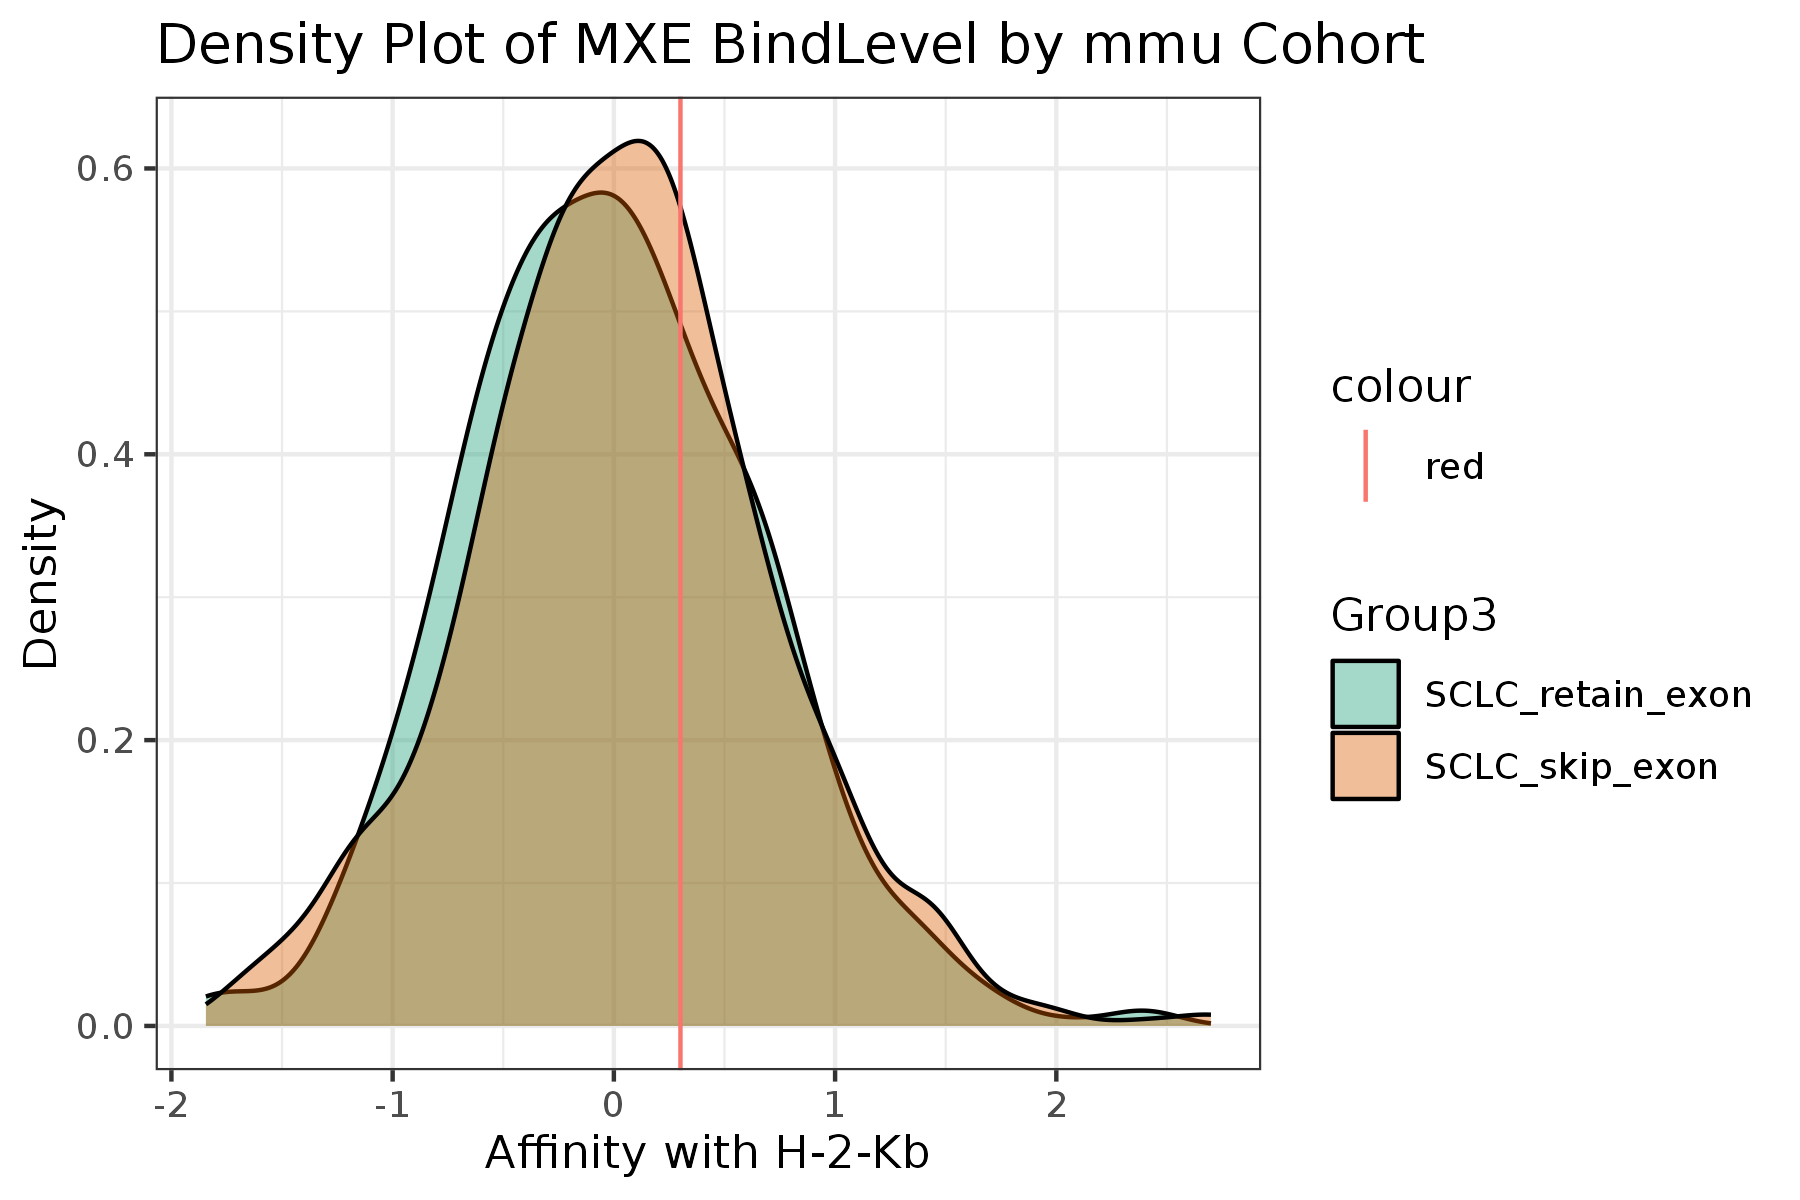 Density Plot of MXE BindLevel by mmu Cohort
Density
0.6
0.4
0.2
0.0
-2
-1
0
1
2
Affinity with H-2-Kb
colour
red
Group3
SCLC_retain_exon
SCLC_skip_exon